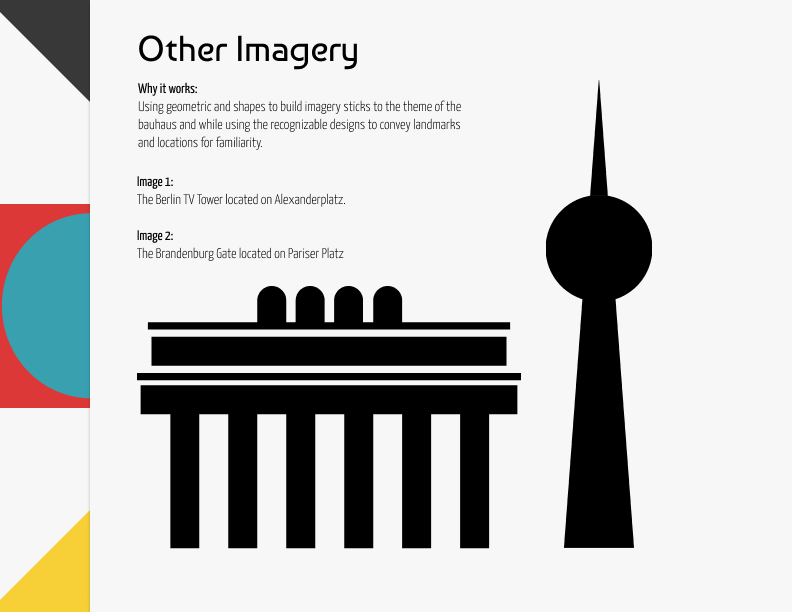 Other Imagery
Why it works:
Using geometric and shapes to build imagery sticks to the theme of the
bauhaus and while using the recognizable designs to convey landmarks
and locations for familiarity.
Image 1:
The Berlin TV Tower located on Alexanderplatz.
Image 2:
The Brandenburg Gate located on Pariser Platz